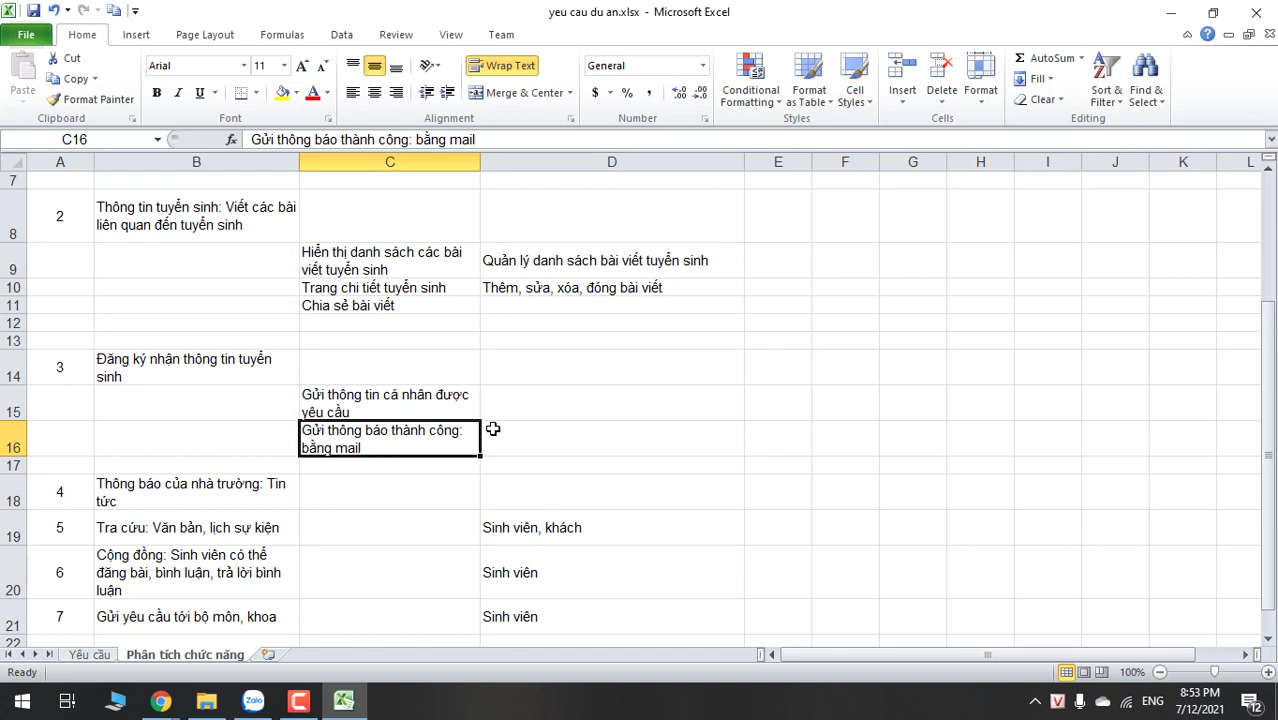 yeu cau du an.xlsx - Microsoft Excel
File Home Insert Page Layout Formulas Data Review View Team
Paste
Cut
Copy
Format Painter
Clipboard
Arial 11
Font
Wrap Text
Merge & Center
Alignment
General
Number
Conditional Formatting
Format as Table
Cell Styles
Styles
Insert
Delete
Format
Cells
AutoSum
Fill
Clear
Sort & Filter
Find & Select
Editing
C16 fx Gửi thông báo thành công: bằng mail
A B C D E F G H I J K L
7
8 2 Thông tin tuyển sinh: Viết các bài
liên quan đến tuyển sinh
9 Hiển thị danh sách các bài
viết tuyển sinh
Quản lý danh sách bài viết tuyển sinh
10 Trang chi tiết tuyển sinh Thêm, sửa, xóa, đóng bài viết
11 Chia sẻ bài viết
12
13
14 3 Đăng ký nhận thông tin tuyển
sinh
15 Gửi thông tin cá nhân được
yêu cầu
16 Gửi thông báo thành công:
bằng mail
17
18 4 Thông báo của nhà trường: Tin
tức
19 5 Tra cứu: Văn bản, lịch sự kiện Sinh viên, khách
20 6 Cộng đồng: Sinh viên có thể
đăng bài, bình luận, trả lời bình
luận
Sinh viên
21 7 Gửi yêu cầu tới bộ môn, khoa Sinh viên
22
Yêu cầu Phân tích chức năng
Ready 100%
Zalo
V ENG
8:53 PM
7/12/2021
12